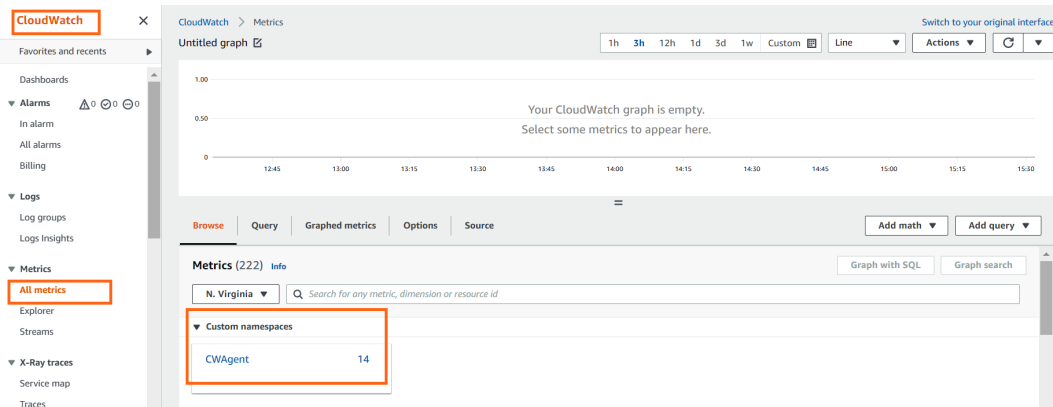 CloudWatch
Favorites and recents
Dashboards
Alarms 0 0 0
In alarm
All alarms
Billing
Logs
Log groups
Logs Insights
Metrics
All metrics
Explorer
Streams
X-Ray traces
Service map
Traces
CloudWatch > Metrics
Switch to your original interface
Untitled graph
1h 3h 12h 1d 3d 1w Custom Line Actions
1.00
0.50
0
Your CloudWatch graph is empty.
Select some metrics to appear here.
12:45 13:00 13:15 13:30 13:45 14:00 14:15 14:30 14:45 15:00 15:15 15:30
Browse Query Graphed metrics Options Source Add math Add query
Metrics (222) Info Graph with SQL Graph search
N. Virginia Search for any metric, dimension or resource id
Custom namespaces
CWAgent 14